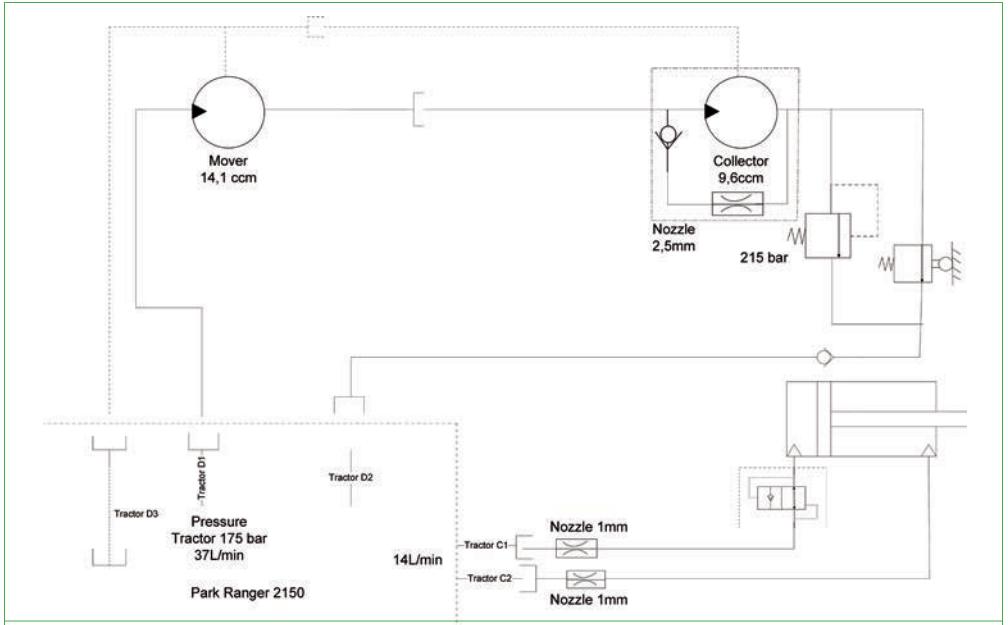 Mover
14,1 ccm
Collector
9,6ccm
Nozzle
2,5mm
215 bar
Tractor D3
Tractor D1
Tractor D2
Pressure
Tractor 175 bar
37L/min
Park Ranger 2150
14L/min
Tractor C1
Nozzle 1mm
Tractor C2
Nozzle 1mm